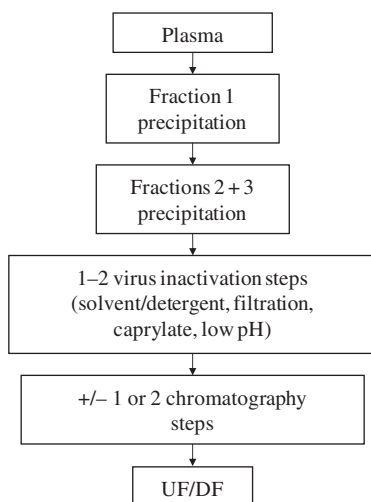 Plasma
Fraction 1
precipitation
Fractions 2 + 3
precipitation
1–2 virus inactivation steps
(solvent/detergent, filtration,
caprylate, low pH)
+/– 1 or 2 chromatography
steps
UF/DF